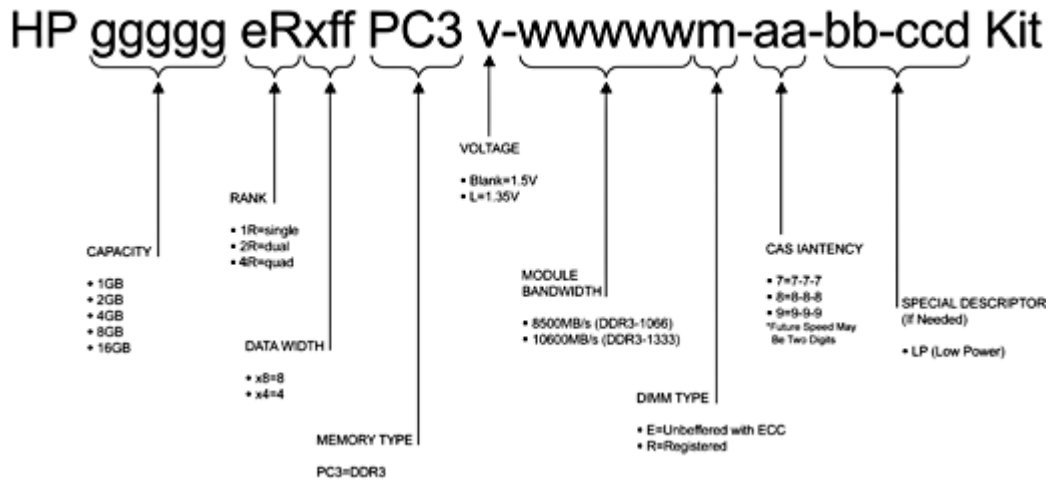 HP ggggg eRxff PC3 v-wwwwwm-aa-bb-ccd Kit
VOLTAGE
▪ Blank=1.5V
▪ L=1.35V
RANK
▪ 1R=single
▪ 2R=dual
▪ 4R=quad
CAPACITY
• 1GB
• 2GB
• 4GB
• 8GB
• 16GB
CAS IANTENCY
▪ 7=7-7-7
▪ 8=8-8-8
▪ 9=9-9-9
*Future Speed May
Be Two Digits
MODULE
BANDWIDTH
▪ 8500MB/s (DDR3-1066)
▪ 10600MB/s (DDR3-1333)
SPECIAL DESCRIPTOR
(If Needed)
• LP (Low Power)
DATA WIDTH
• x8=8
• x4=4
DIMM TYPE
• E=Unbeffered with ECC
▪ R=Registered
MEMORY TYPE
PC3=DDR3